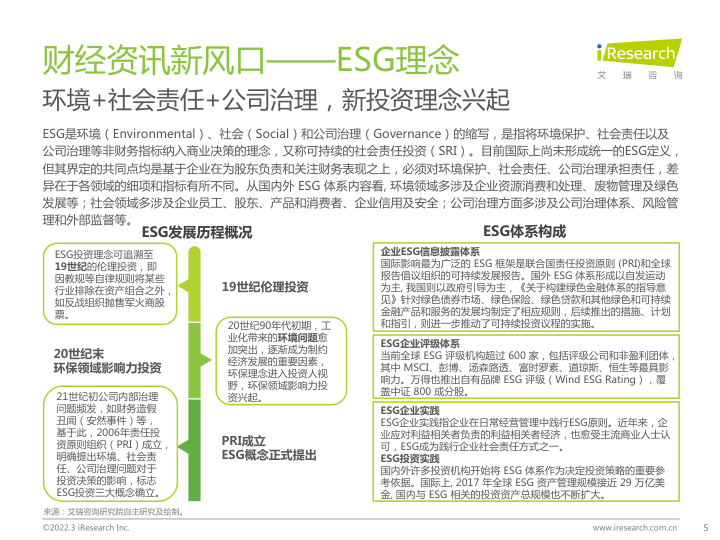 财经资讯新风口——ESG理念
iResearch
艾 瑞 咨 询
环境+社会责任+公司治理，新投资理念兴起
ESG是环境（Environmental）、社会（Social）和公司治理（Governance）的缩写，是指将环境保护、社会责任以及
公司治理等非财务指标纳入商业决策的理念，又称可持续的社会责任投资（SRI）。目前国际上尚未形成统一的ESG定义，
但其界定的共同点均是基于企业在为股东负责和关注财务表现之上，必须对环境保护、社会责任、公司治理承担责任，差
异在于各领域的细项和指标有所不同。从国内外 ESG 体系内容看, 环境领域多涉及企业资源消费和处理、废物管理及绿色
发展等；社会领域多涉及企业员工、股东、产品和消费者、企业信用及安全；公司治理方面多涉及公司治理体系、风险管
理和外部监督等。
ESG发展历程概况
ESG投资理念可追溯至
19世纪的伦理投资，即
因教规等自律规则将某些
行业排除在资产组合之外，
如反战组织抛售军火商股
票。
19世纪伦理投资
20世纪90年代初期，工
业化带来的环境问题愈
加突出，逐渐成为制约
经济发展的重要因素，
环保理念进入投资人视
野，环保领域影响力投
资兴起。
20世纪末
环保领域影响力投资
21世纪初公司内部治理
问题频发，如财务造假
丑闻（安然事件）等，
基于此，2006年责任投
资原则组织（PRI）成立，
明确提出环境、社会责
任、公司治理问题对于
投资决策的影响，标志
ESG投资三大概念确立。
PRI成立
ESG概念正式提出
ESG体系构成
企业ESG信息披露体系
国际影响最为广泛的 ESG 框架是联合国责任投资原则 (PRI)和全球
报告倡议组织的可持续发展报告。国外 ESG 体系形成以自发运动
为主, 我国则以政府引导为主，《关于构建绿色金融体系的指导意
见》针对绿色债券市场、绿色保险、绿色贷款和其他绿色和可持续
金融产品和服务的发展均制定了相应规则，后续推出的措施、计划
和指引，则进一步推动了可持续投资议程的实施。
企业ESG评级体系
当前全球 ESG 评级机构超过 600 家，包括评级公司和非盈利团体，
其中 MSCI、彭博、汤森路透、富时罗素、道琼斯、恒生等最具影
响力。万得也推出自有品牌 ESG 评级（Wind ESG Rating），覆
盖中证 800 成分股。
ESG企业实践
ESG企业实践指企业在日常经营管理中践行ESG原则。近年来，企
业应对利益相关者负责的利益相关者经济，也愈受主流商业人士认
可，ESG成为践行企业社会责任方式之一。
ESG投资实践
国内外许多投资机构开始将 ESG 体系作为决定投资策略的重要参
考依据。国际上, 2017 年全球 ESG 资产管理规模接近 29 万亿美
金, 国内与 ESG 相关的投资资产总规模也不断扩大。
来源：艾瑞咨询研究院自主研究及绘制。
©2022.3 iResearch Inc.
www.iresearch.com.cn
5